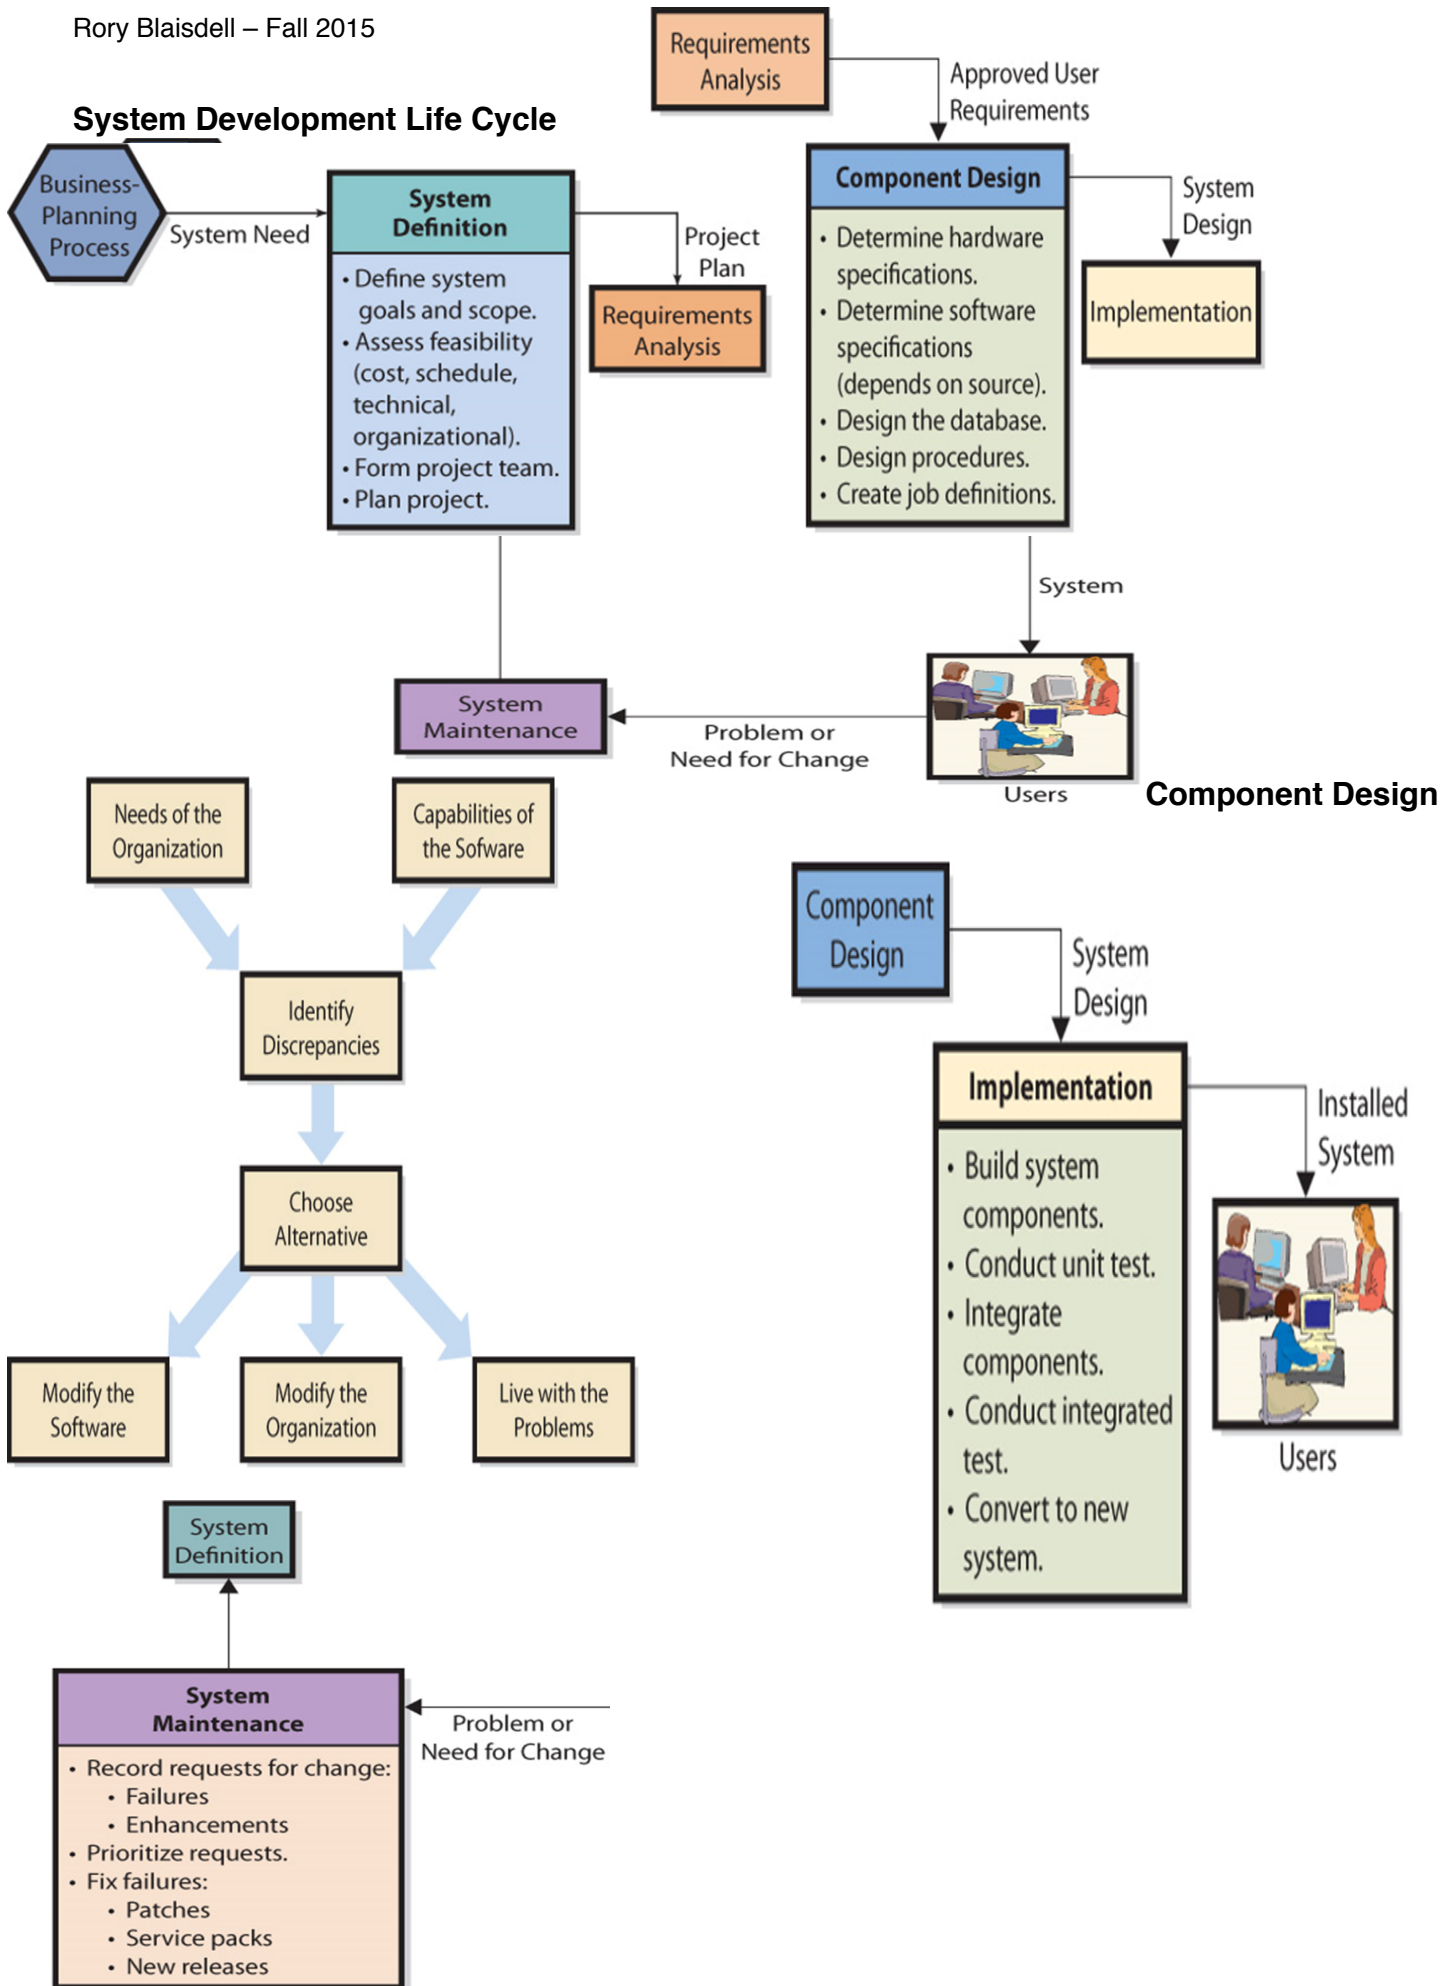 Rory Blaisdell – Fall 2015
System Development Life Cycle
Business-
Planning
Process
System Need
System
Definition
• Define system
goals and scope.
• Assess feasibility
(cost, schedule,
technical,
organizational).
• Form project team.
• Plan project.
Project
Plan
Requirements
Analysis
Requirements
Analysis
Approved User
Requirements
Component Design
• Determine hardware
specifications.
• Determine software
specifications
(depends on source).
• Design the database.
• Design procedures.
• Create job definitions.
System
Design
Implementation
System
Users
Problem or
Need for Change
System
Maintenance
Component Design
Needs of the
Organization
Capabilities of
the Sofware
Identify
Discrepancies
Choose
Alternative
Modify the
Software
Modify the
Organization
Live with the
Problems
Component
Design
System
Design
Implementation
• Build system
components.
• Conduct unit test.
• Integrate
components.
• Conduct integrated
test.
• Convert to new
system.
Installed
System
Users
System
Definition
System
Maintenance
• Record requests for change:
• Failures
• Enhancements
• Prioritize requests.
• Fix failures:
• Patches
• Service packs
• New releases
Problem or
Need for Change